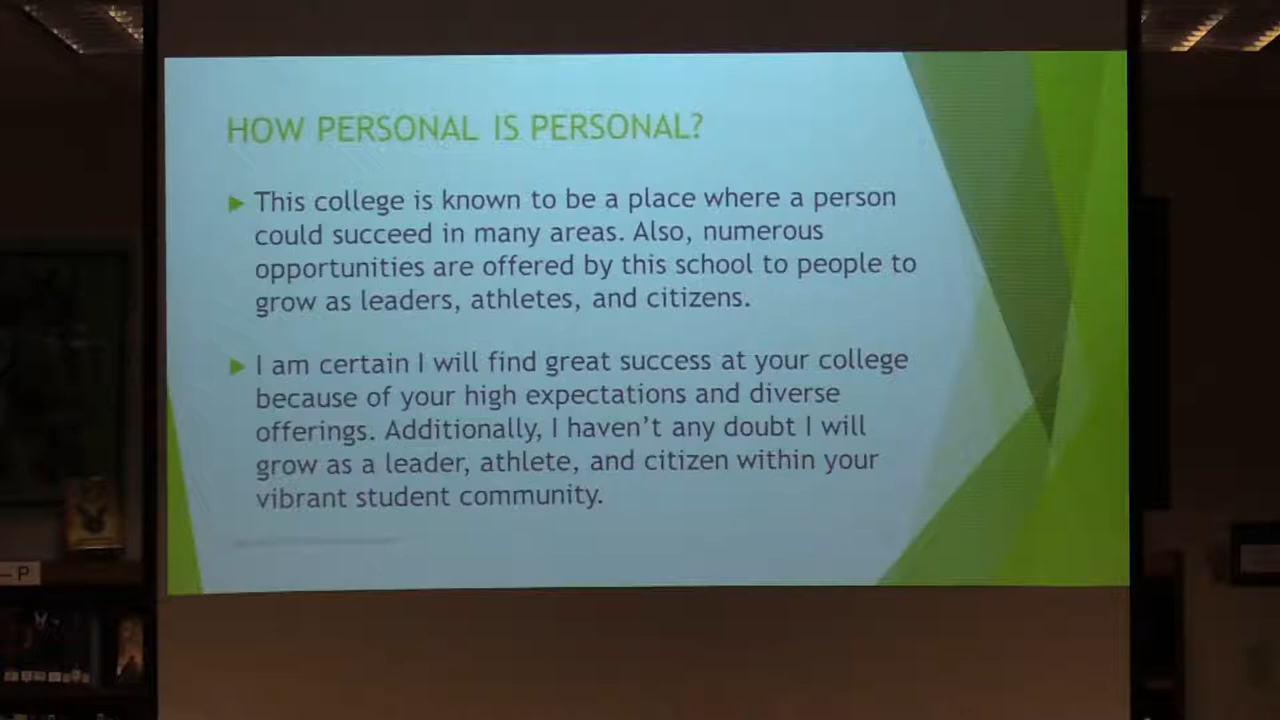 HOW PERSONAL IS PERSONAL?
This college is known to be a place where a person
could succeed in many areas. Also, numerous
opportunities are offered by this school to people to
grow as leaders, athletes, and citizens.
I am certain I will find great success at your college
because of your high expectations and diverse
offerings. Additionally, I haven't any doubt I will
grow as a leader, athlete, and citizen within your
vibrant student community.
–P